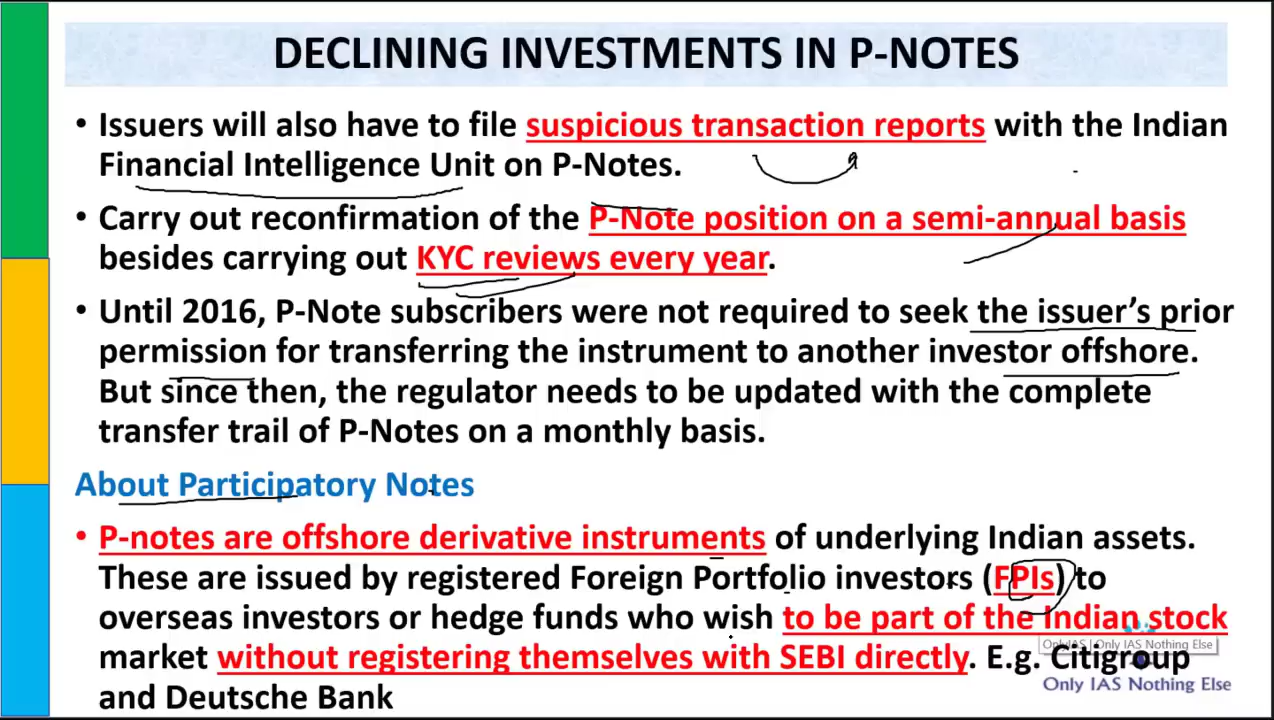 DECLINING INVESTMENTS IN P-NOTES
• Issuers will also have to file suspicious transaction reports with the Indian
Financial Intelligence Unit on P-Notes.
• Carry out reconfirmation of the P-Note position on a semi-annual basis
besides carrying out KYC reviews every year.
• Until 2016, P-Note subscribers were not required to seek the issuer's prior
permission for transferring the instrument to another investor offshore.
But since then, the regulator needs to be updated with the complete
transfer trail of P-Notes on a monthly basis.
About Participatory Notes
• P-notes are offshore derivative instruments of underlying Indian assets.
These are issued by registered Foreign Portfolio investors (FPIs) to
overseas investors or hedge funds who wish to be part of the Indian stock
market without registering themselves with SEBI directly. E.g. Citigroup
and Deutsche Bank
OnlyIAS | Only IAS Nothing Else
Only IAS Nothing Else